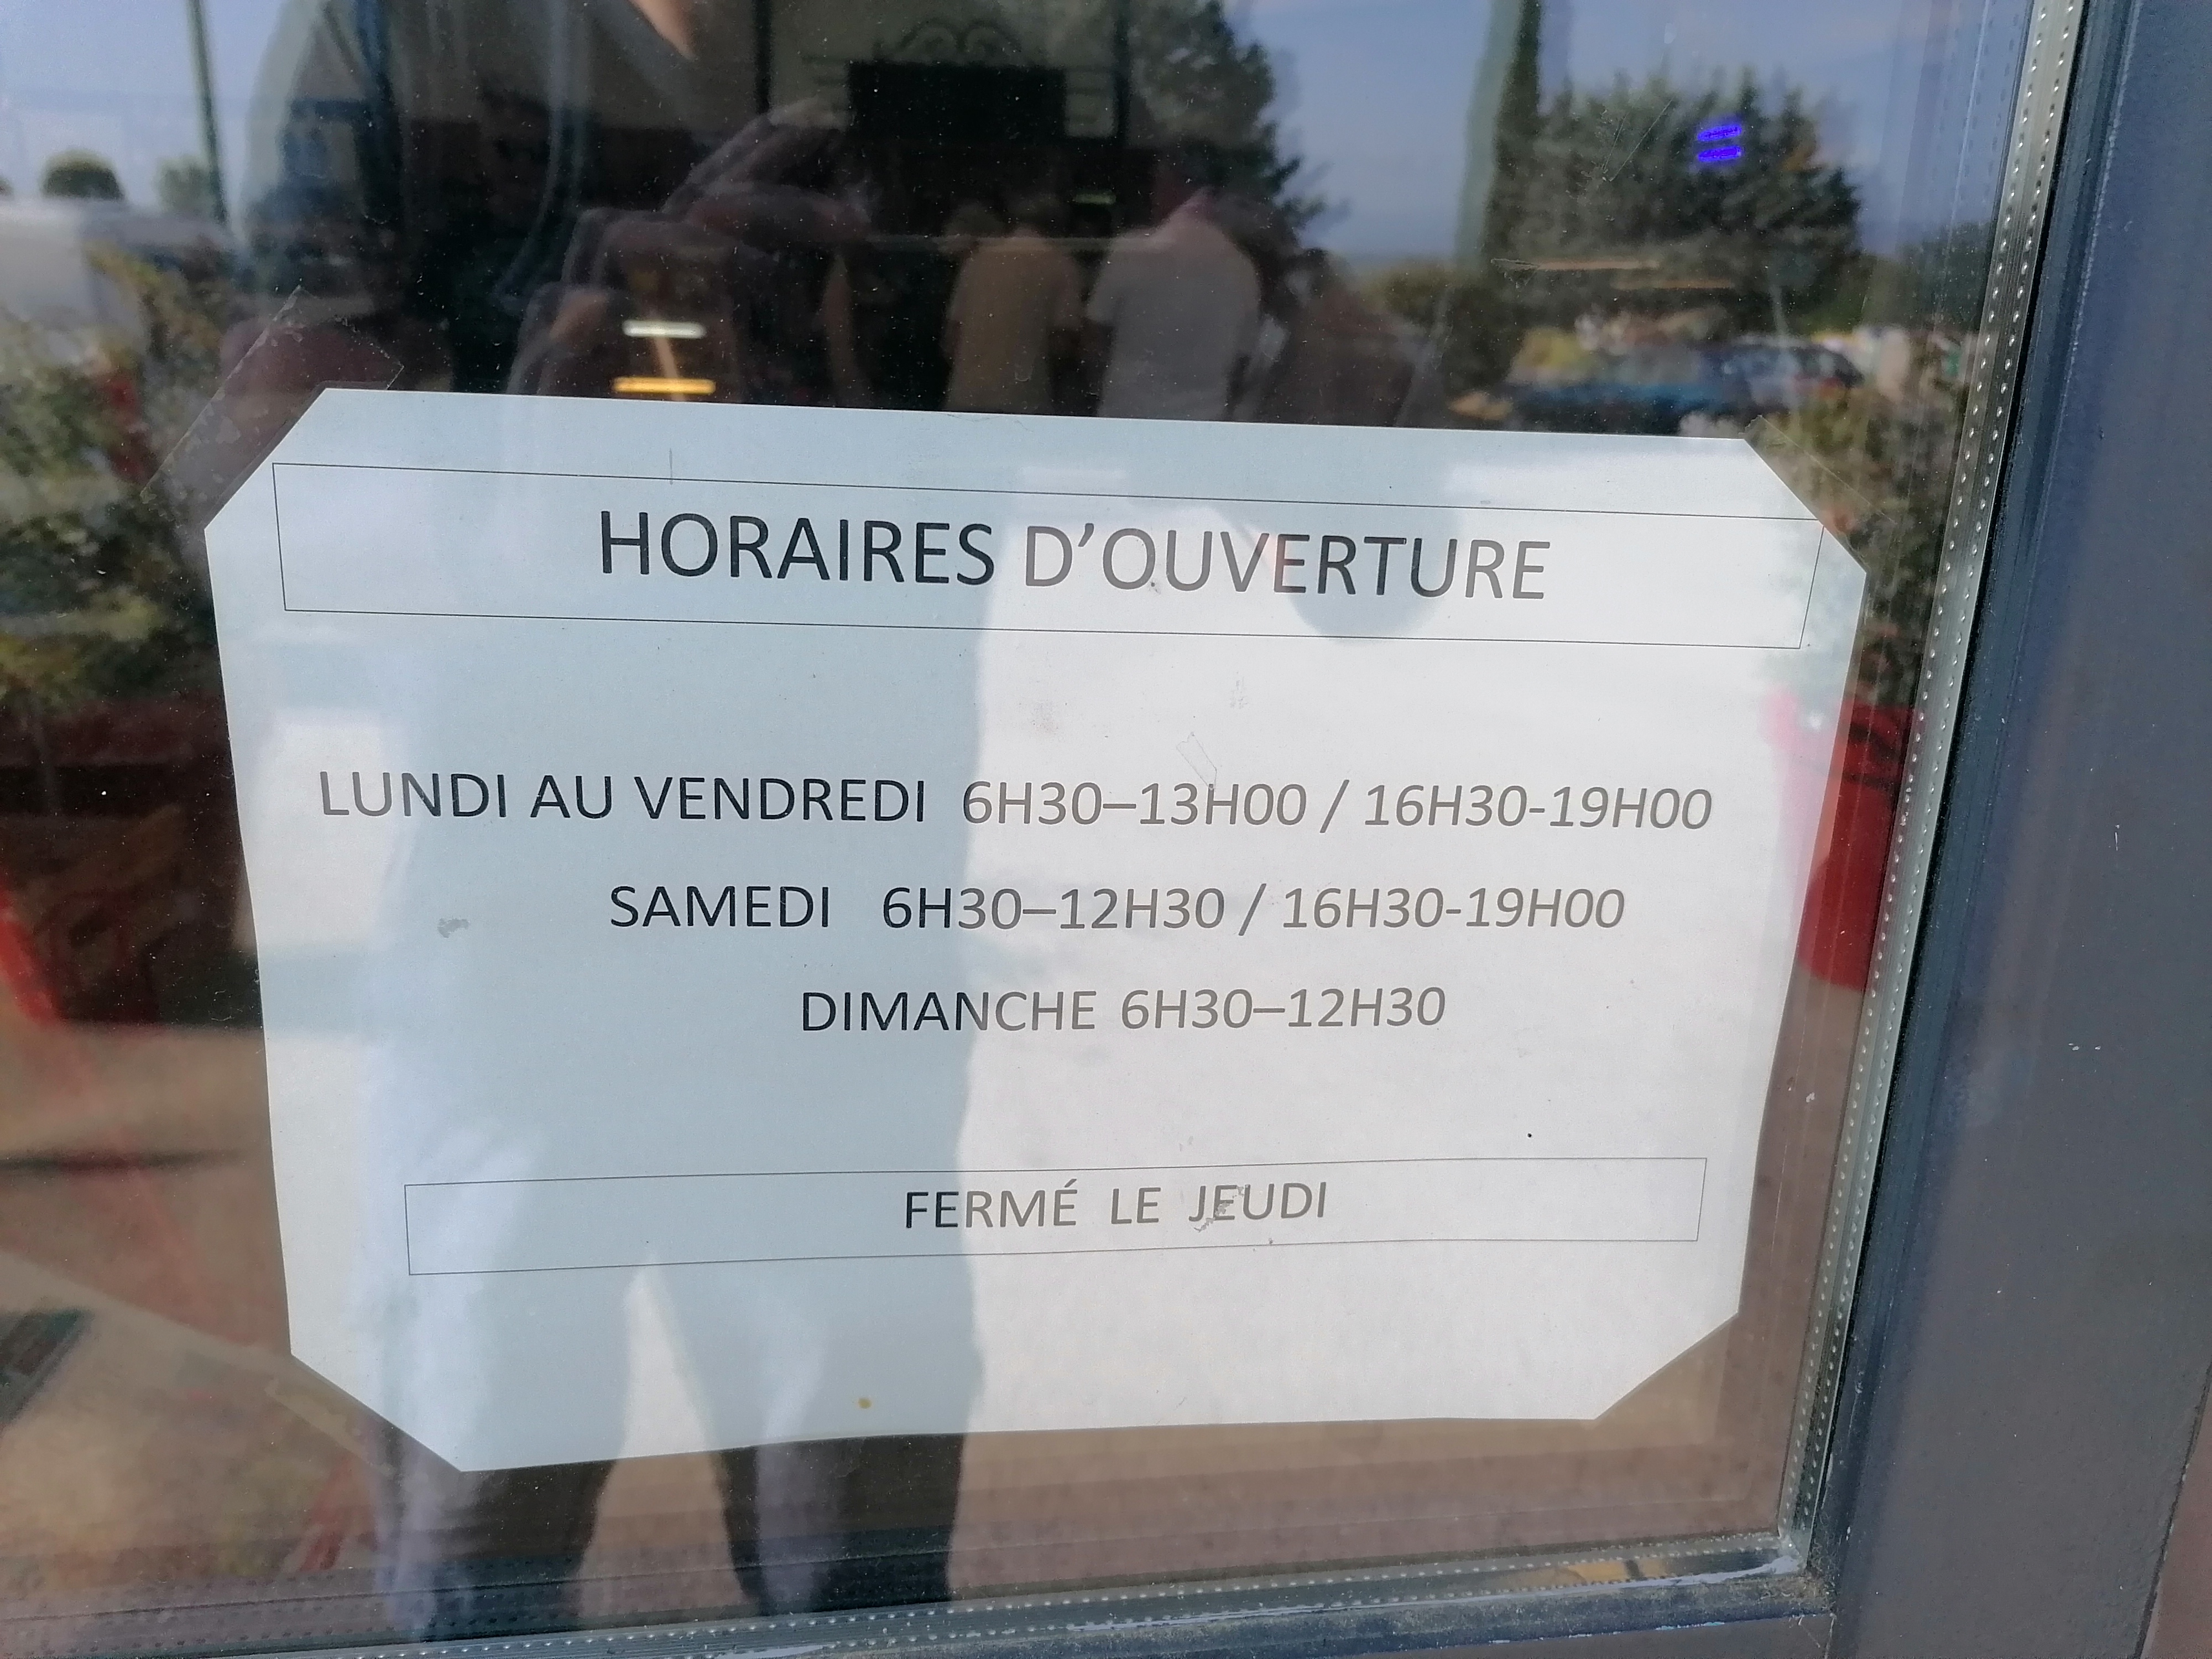 HORAIRES D’OUVERTURE
LUNDI AU VENDREDI 6H30–13H00 / 16H30-19H00
SAMEDI 6H30–12H30 / 16H30-19H00
DIMANCHE 6H30–12H30
FERMÉ LE JEUDI